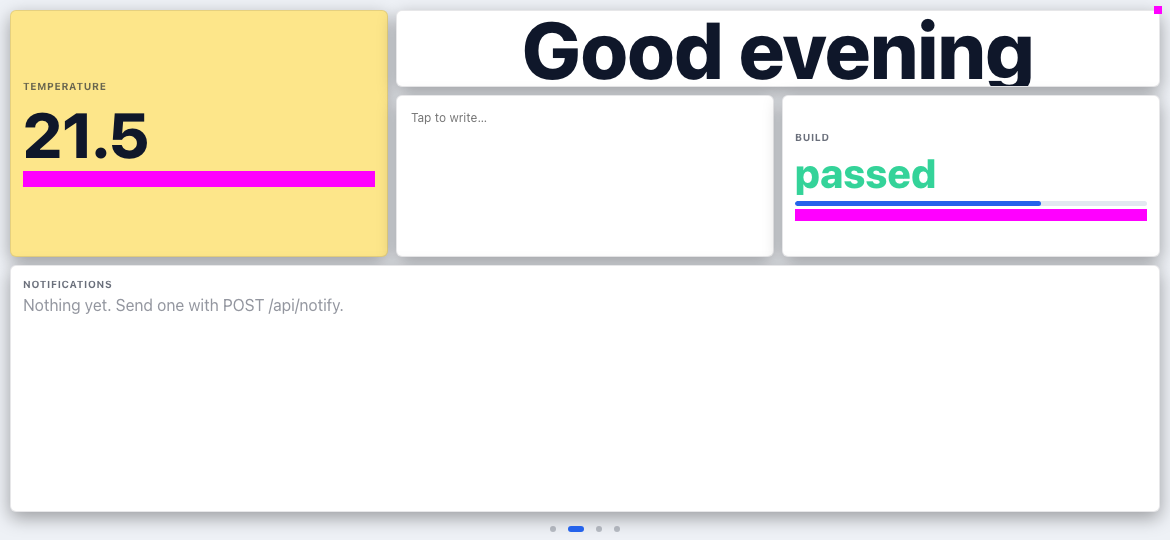 TEMPERATURE
21.5
Good evening
Tap to write...
BUILD
passed
NOTIFICATIONS
Nothing yet. Send one with POST /api/notify.